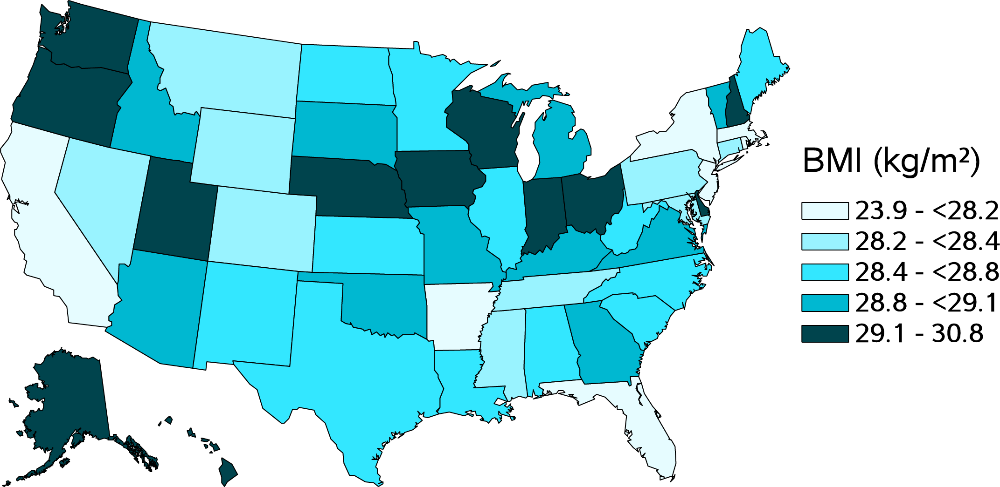 BMI (kg/m²)
23.9 - <28.2
28.2 - <28.4
28.4 - <28.8
28.8 - <29.1
29.1 - 30.8